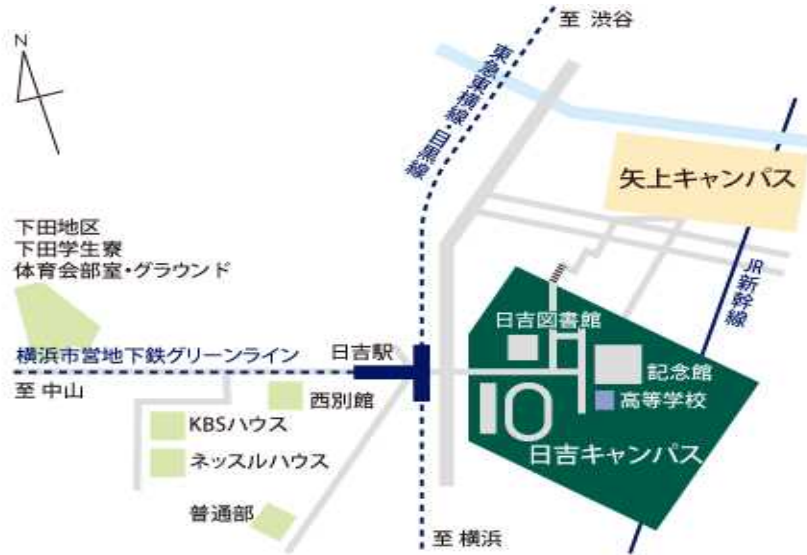 至 渋谷
N
東急東横線・目黒線
矢上キャンパス
下田地区
下田学生寮
体育会部室・グラウンド
JR新幹線
日吉図書館
横浜市営地下鉄グリーンライン
日吉駅
記念館
至 中山
西別館
高等学校
KBSハウス
日吉キャンパス
ネッスルハウス
普通部
至 横浜